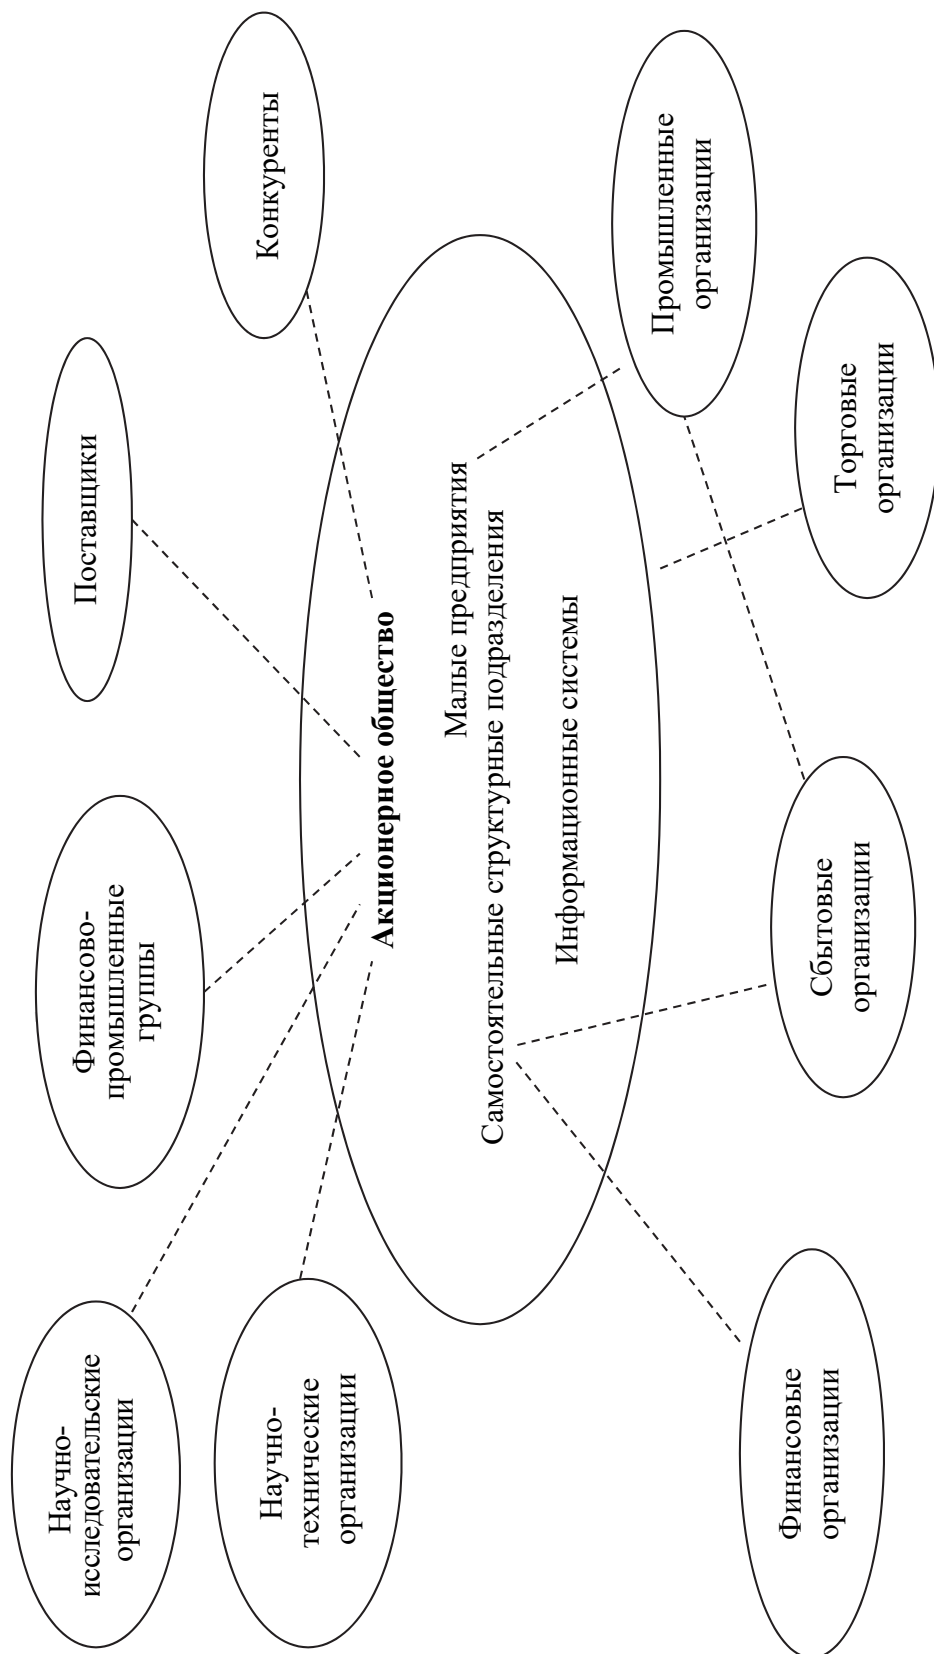 Научно-
исследовательские
организации
Финансово-
промышленные
группы
Поставщики
Конкуренты
Научно-
технические
организации
Акционерное общество
Малые предприятия
Самостоятельные структурные подразделения
Информационные системы
Промышленные
организации
Финансовые
организации
Сбытовые
организации
Торговые
организации